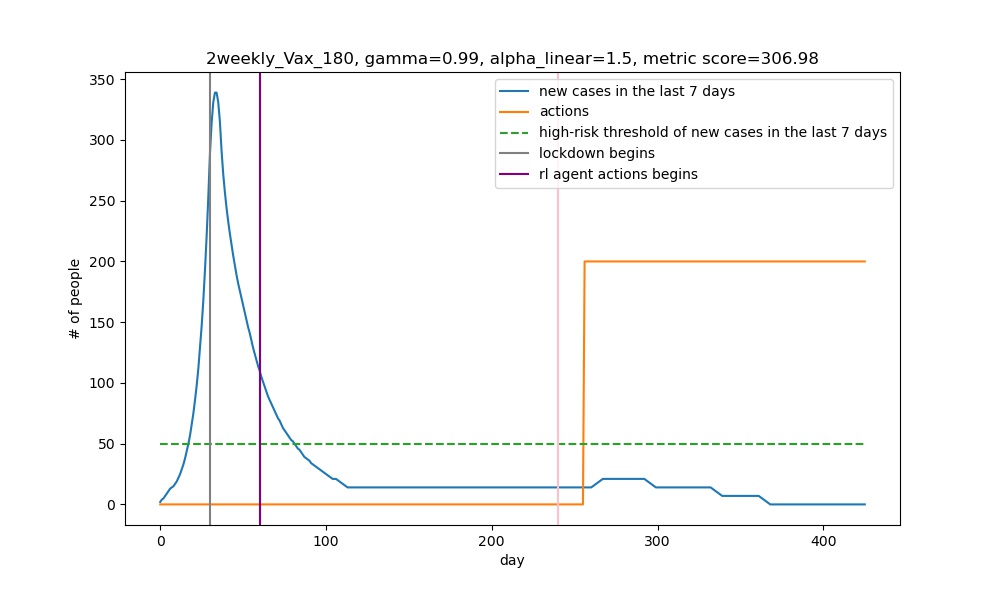 2weekly_Vax_180, gamma=0.99, alpha_linear=1.5, metric score=306.98
new cases in the last 7 days
actions
high-risk threshold of new cases in the last 7 days
lockdown begins
rl agent actions begins
# of people
350
300
250
200
150
100
50
0
0 100 200 300 400
day